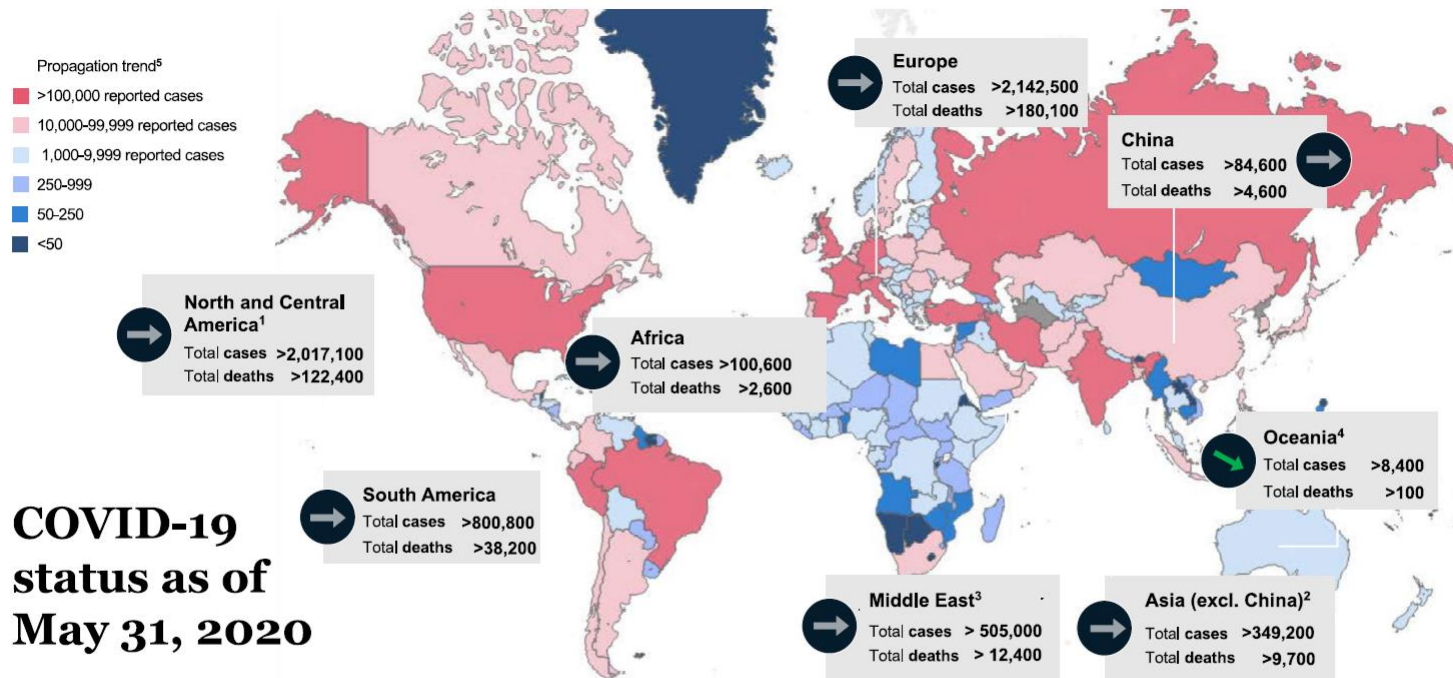 Propagation trend⁵
>100,000 reported cases
10,000-99,999 reported cases
1,000-9,999 reported cases
250-999
50-250
<50
Europe
Total cases >2,142,500
Total deaths >180,100
China
Total cases >84,600
Total deaths >4,600
North and Central
America¹
Total cases >2,017,100
Total deaths >122,400
Africa
Total cases >100,600
Total deaths >2,600
Oceania⁴
Total cases >8,400
Total deaths >100
South America
Total cases >800,800
Total deaths >38,200
COVID-19
status as of
May 31, 2020
Middle East³
Total cases > 505,000
Total deaths > 12,400
Asia (excl. China)²
Total cases >349,200
Total deaths >9,700